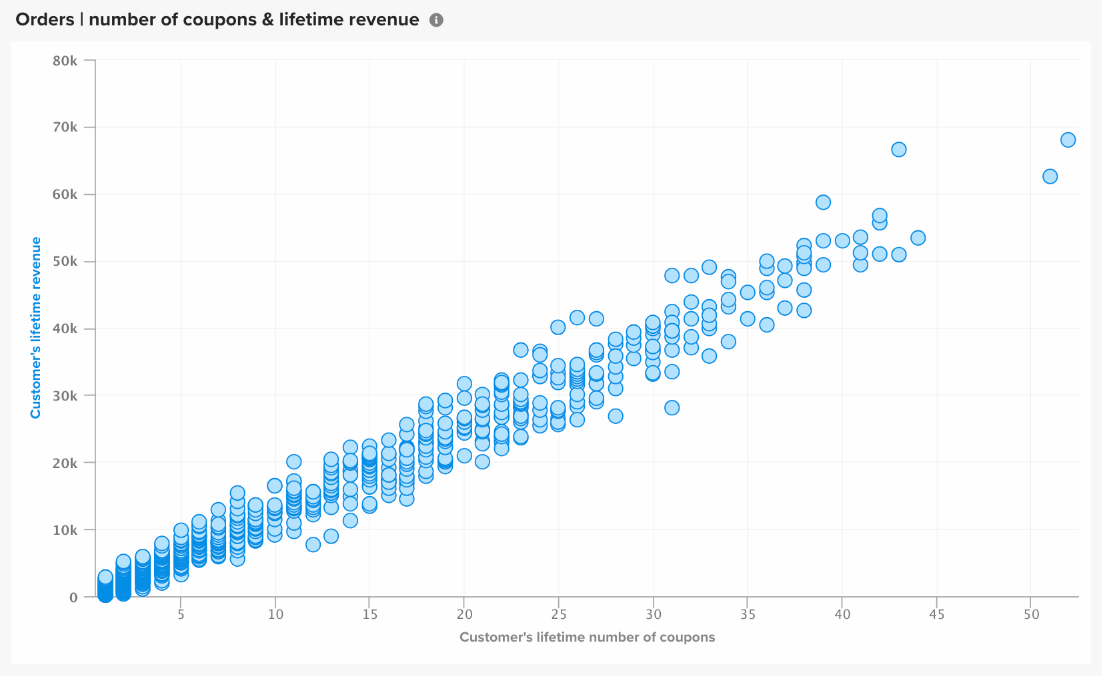 Orders | number of coupons & lifetime revenue
80k
70k
60k
50k
40k
30k
20k
10k
0
Customer's lifetime revenue
5 10 15 20 25 30 35 40 45 50
Customer's lifetime number of coupons